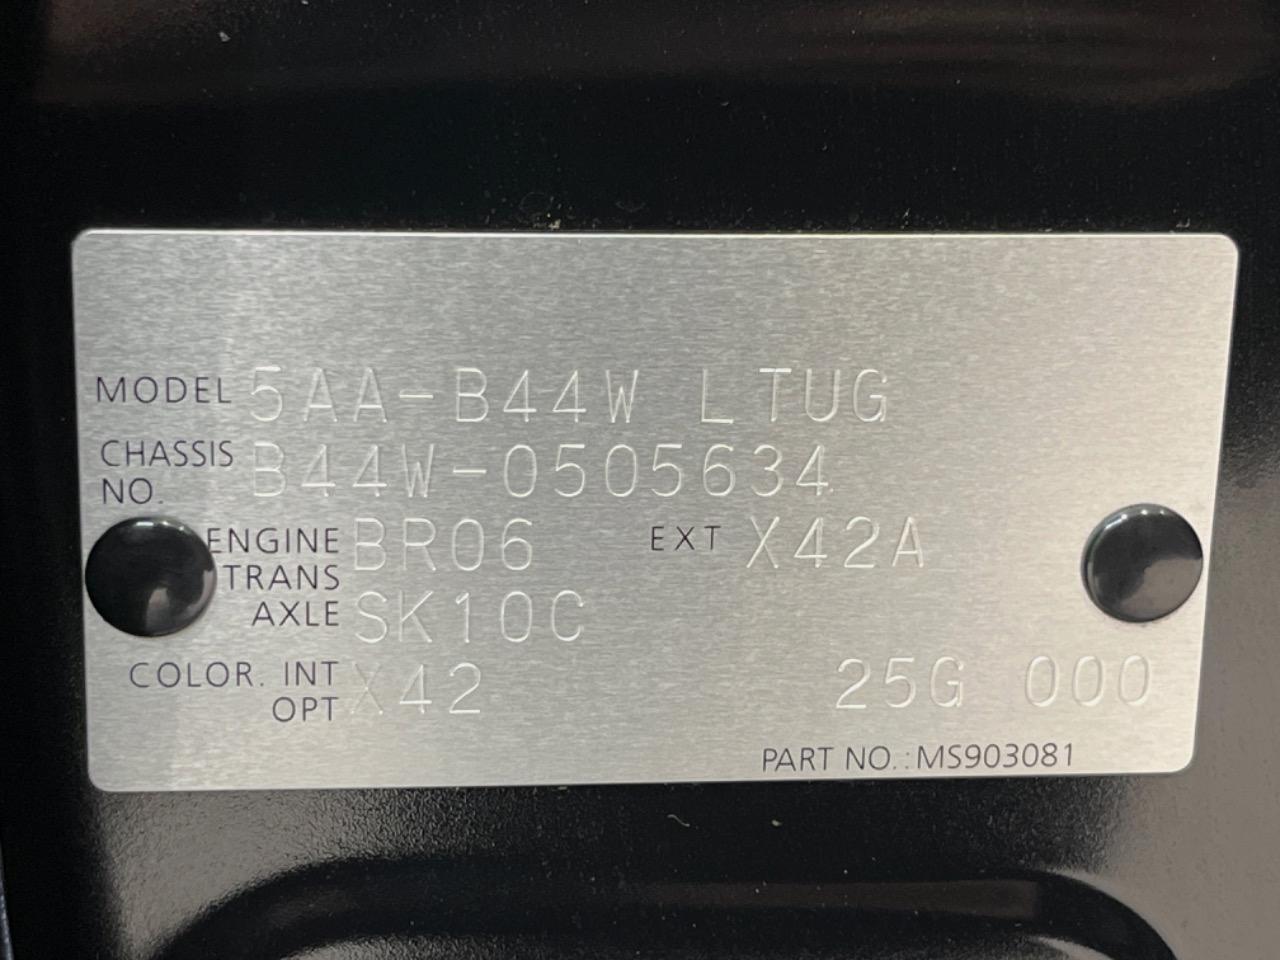 MODEL 5AA-B44W LTUG
CHASSIS NO. B44W-0505634
ENGINE BR06 EXT X42A
TRANS AXLE SK10C
COLOR. INT X42 25G 000
OPT
PART NO.:MS903081